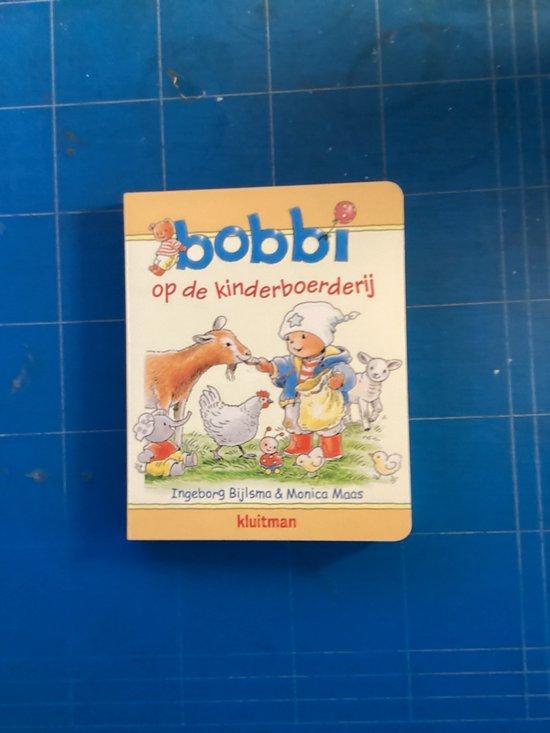 bobbi
op de kinderboerderij
Ingeborg Bijlsma & Monica Maas
kluitman